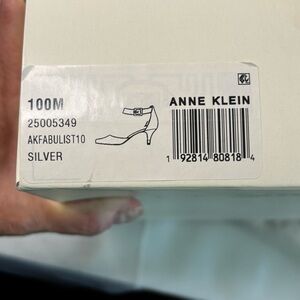 100M
25005349
AKFABULIST10
SILVER
ANNE KLEIN
1 92814 80818 4